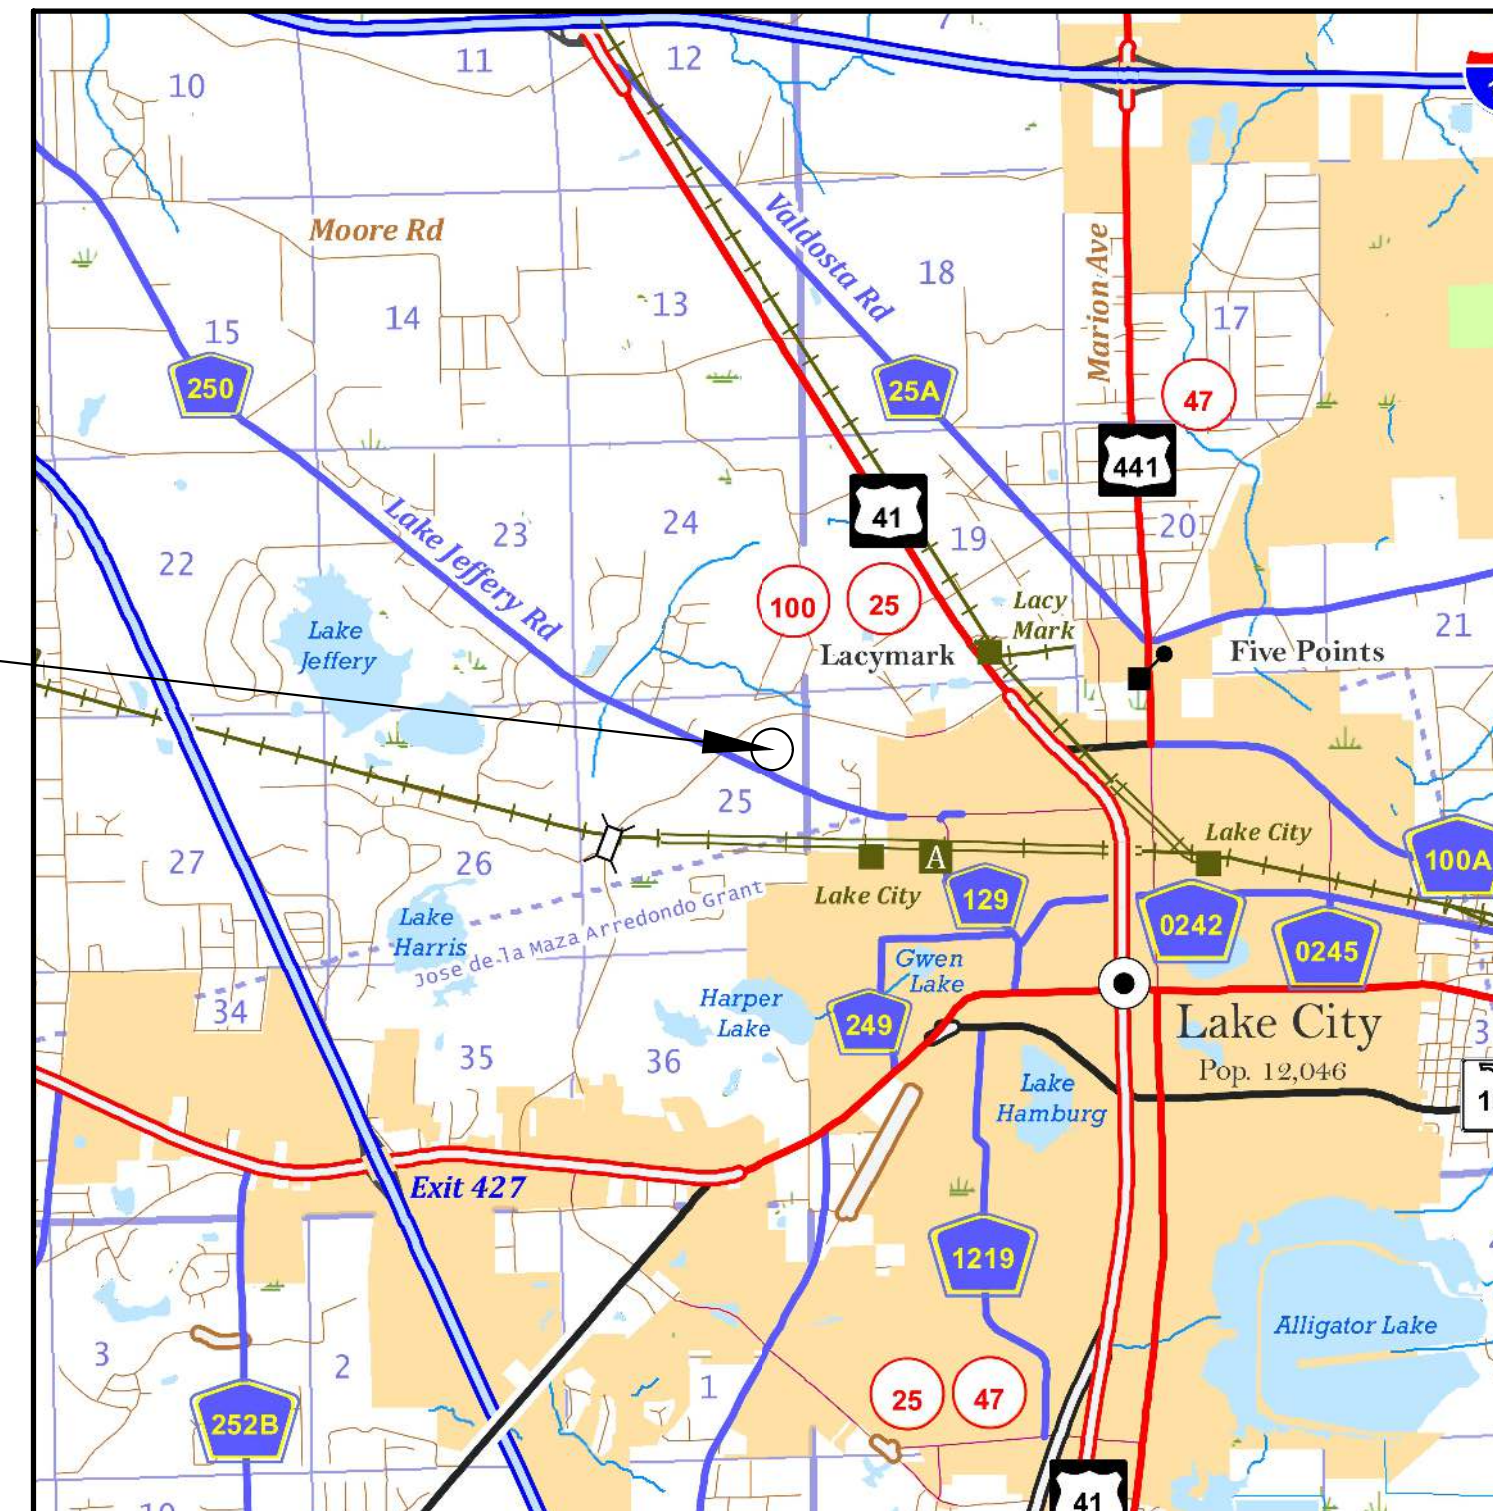 11
12
10
Moore Rd
Valdosta Rd
18
Marion Ave
14
13
15
17
250
25A
47
441
41
23
24
19
20
22
Lake Jeffery Rd
100
25
Lacy
Mark
21
Lake
Jeffery
Lacymark
Five Points
25
Lake City
100A
27
26
A
Lake City
129
0242
0245
Lake
Harris
Jose de la Maza Arredondo Grant
Gwen
Lake
Harper
Lake
249
34
Lake City
35
36
Pop. 12,046
Lake
Hamburg
Exit 427
1219
Alligator Lake
3
2
1
25
47
252B
41